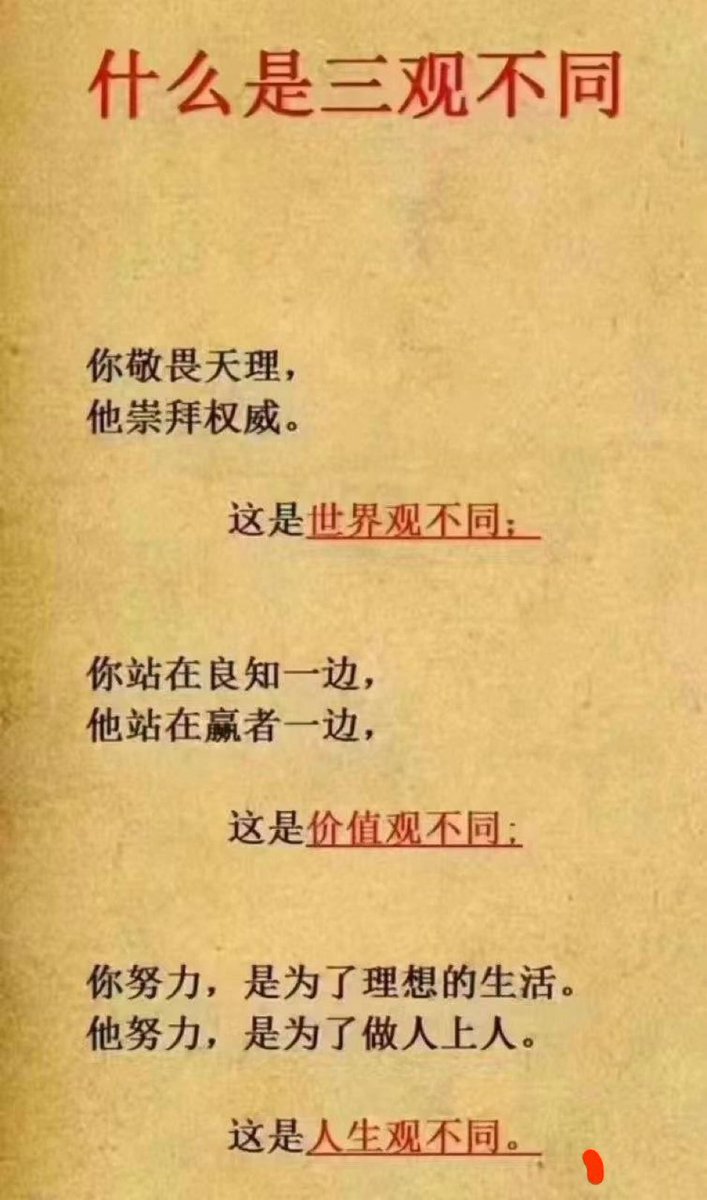 什么是三观不同
你敬畏天理，
他崇拜权威。
这是世界观不同；
你站在良知一边，
他站在赢者一边，
这是价值观不同；
你努力，是为了理想的生活。
他努力，是为了做人上人。
这是人生观不同。